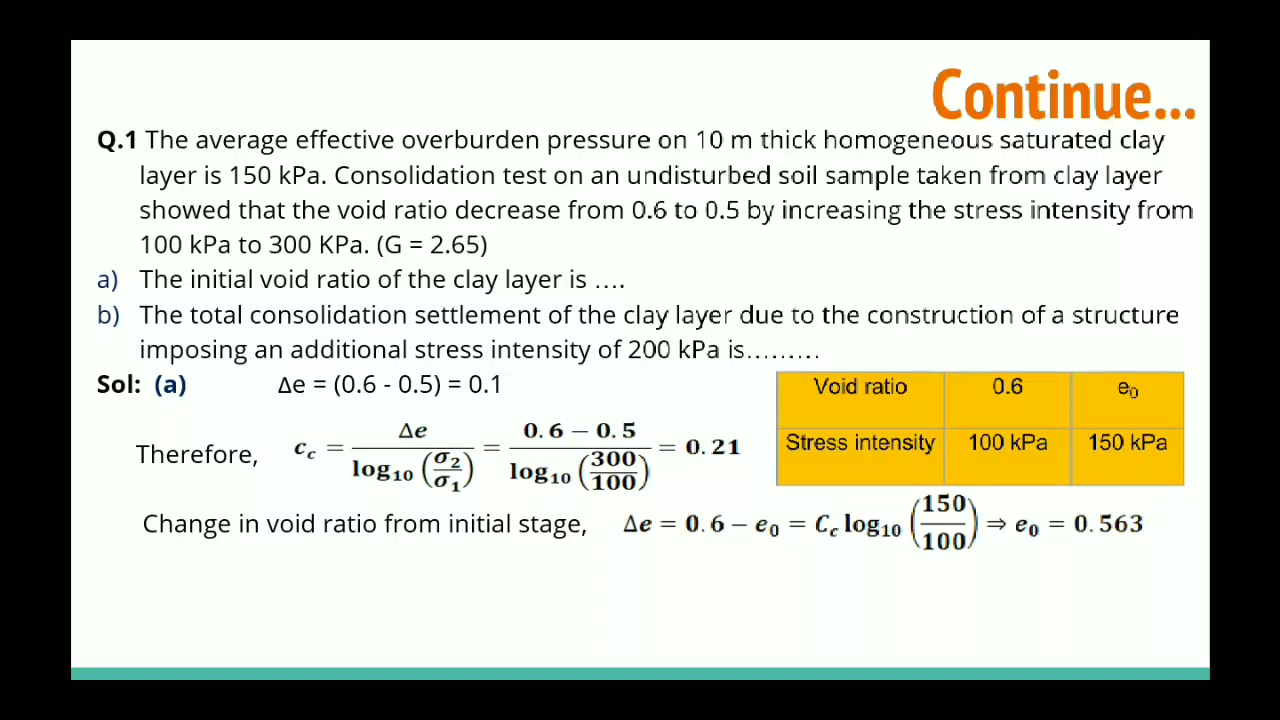 Continue...
Q.1 The average effective overburden pressure on 10 m thick homogeneous saturated clay
layer is 150 kPa. Consolidation test on an undisturbed soil sample taken from clay layer
showed that the void ratio decrease from 0.6 to 0.5 by increasing the stress intensity from
100 kPa to 300 KPa. (G = 2.65)
a) The initial void ratio of the clay layer is ....
b) The total consolidation settlement of the clay layer due to the construction of a structure
imposing an additional stress intensity of 200 kPa is.........
Sol: (a) Δe = (0.6 - 0.5) = 0.1
Void ratio 0.6 e₀
Stress intensity 100 kPa 150 kPa
Therefore, c_c = Δe / log₁₀ (σ₂/σ₁) = 0.6 − 0.5 / log₁₀ (300/100) = 0.21
Change in void ratio from initial stage, Δe = 0.6 − e₀ = C_c log₁₀ (150/100) ⇒ e₀ = 0.563